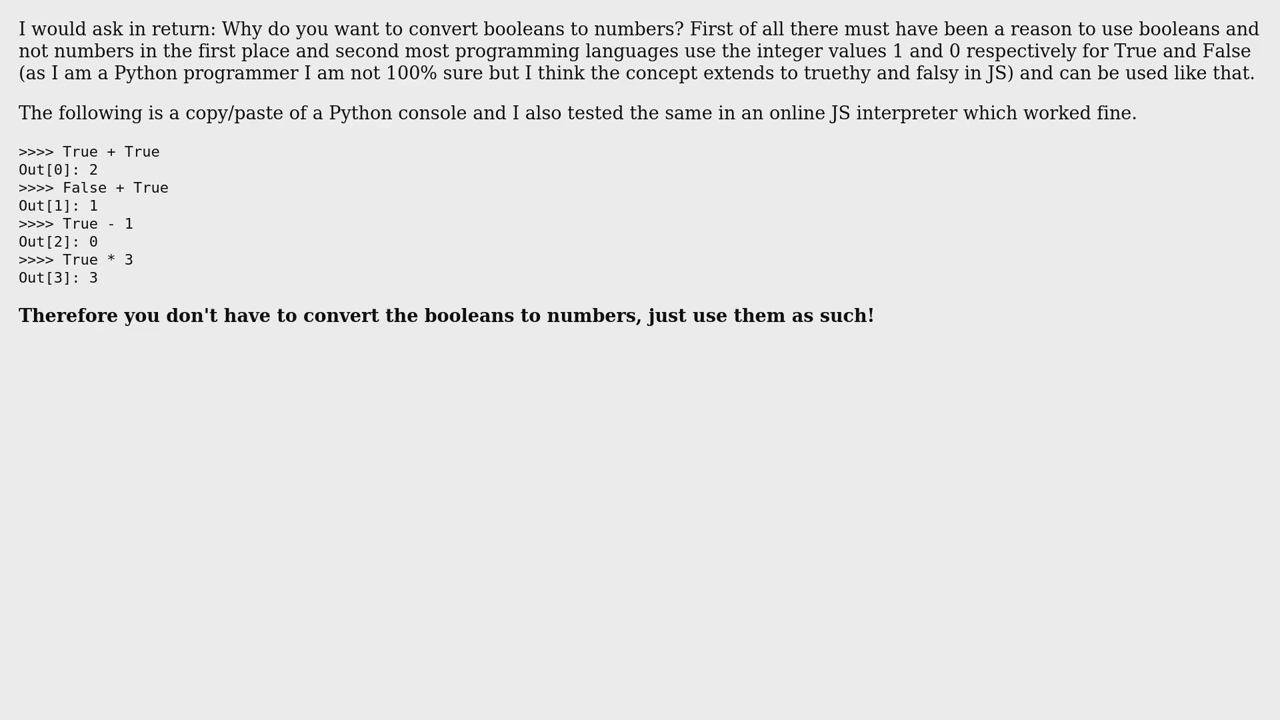 I would ask in return: Why do you want to convert booleans to numbers? First of all there must have been a reason to use booleans and
not numbers in the first place and second most programming languages use the integer values 1 and 0 respectively for True and False
(as I am a Python programmer I am not 100% sure but I think the concept extends to truethy and falsy in JS) and can be used like that.
The following is a copy/paste of a Python console and I also tested the same in an online JS interpreter which worked fine.
>>>> True + True
Out[0]: 2
>>>> False + True
Out[1]: 1
>>>> True - 1
Out[2]: 0
>>>> True * 3
Out[3]: 3
Therefore you don't have to convert the booleans to numbers, just use them as such!